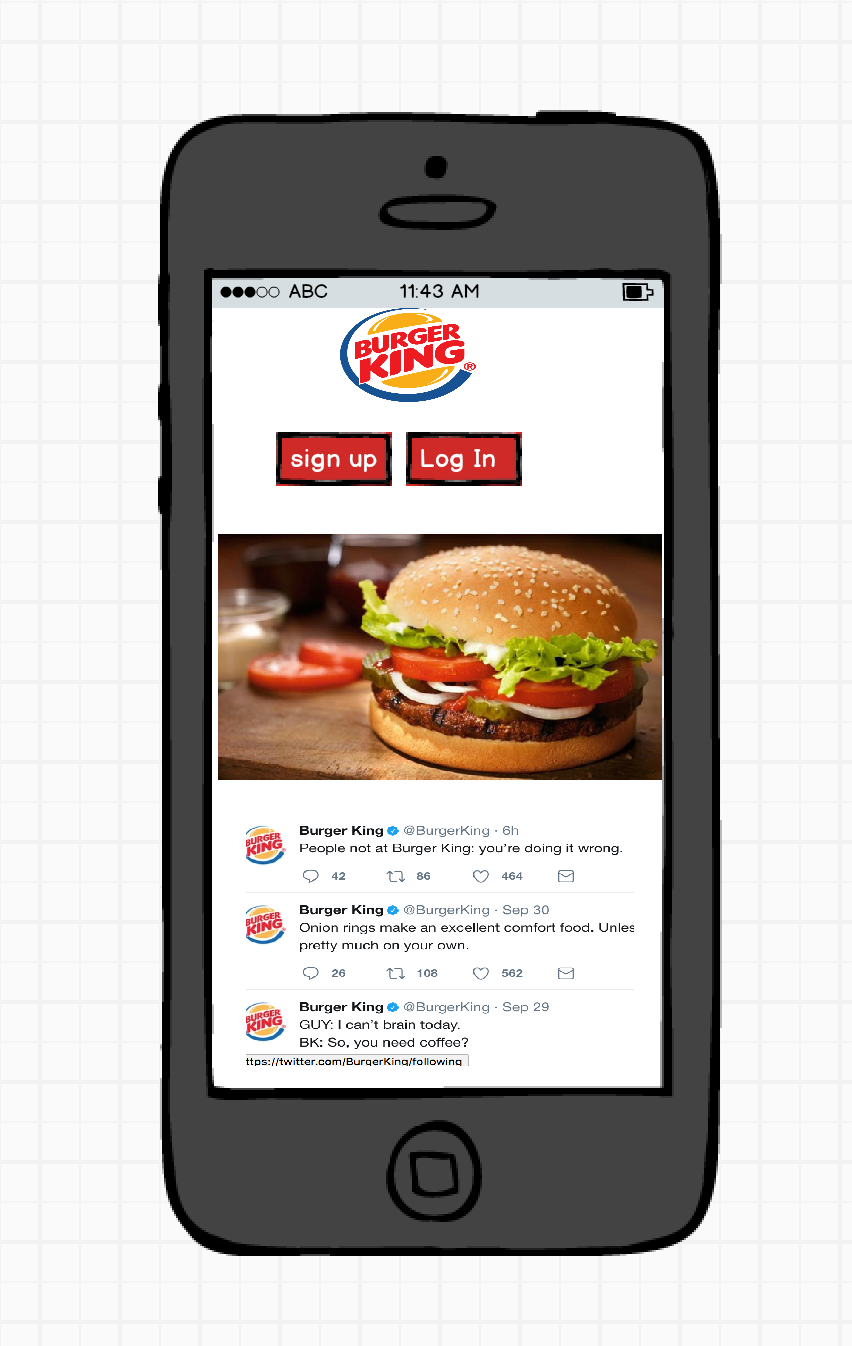 ABC 11:43 AM
BURGER
KING®
sign up Log In
BURGER
KING
Burger King @BurgerKing · 6h
People not at Burger King: you're doing it wrong.
42 86 464
BURGER
KING
Burger King @BurgerKing · Sep 30
Onion rings make an excellent comfort food. Unles
pretty much on your own.
26 108 562
BURGER
KING
Burger King @BurgerKing · Sep 29
GUY: I can't brain today.
BK: So, you need coffee?
ttps://twitter.com/BurgerKing/following